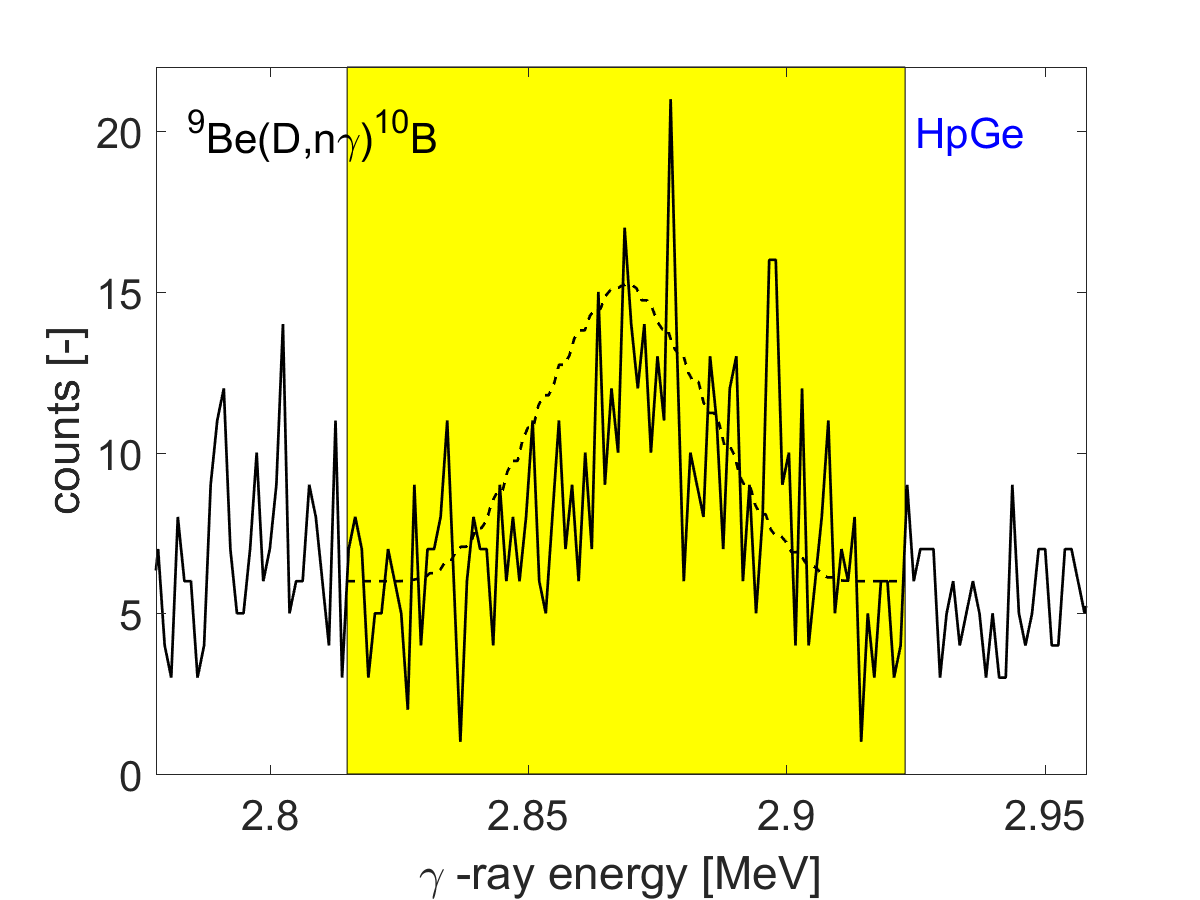 ⁹Be(D,nγ)¹⁰B
HpGe
20
15
10
5
0
counts [-]
2.8 2.85 2.9 2.95
γ -ray energy [MeV]